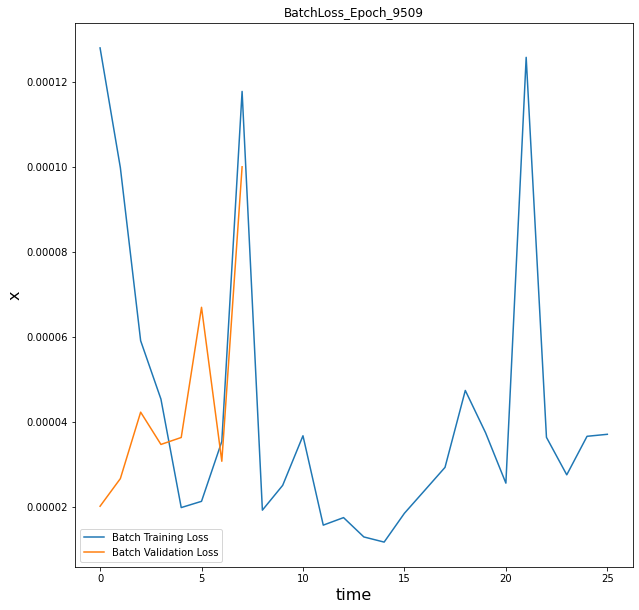 BatchLoss_Epoch_9509
0.00012
0.00010
0.00008
0.00006
0.00004
0.00002
x
Batch Training Loss
Batch Validation Loss
0 5 10 15 20 25
time